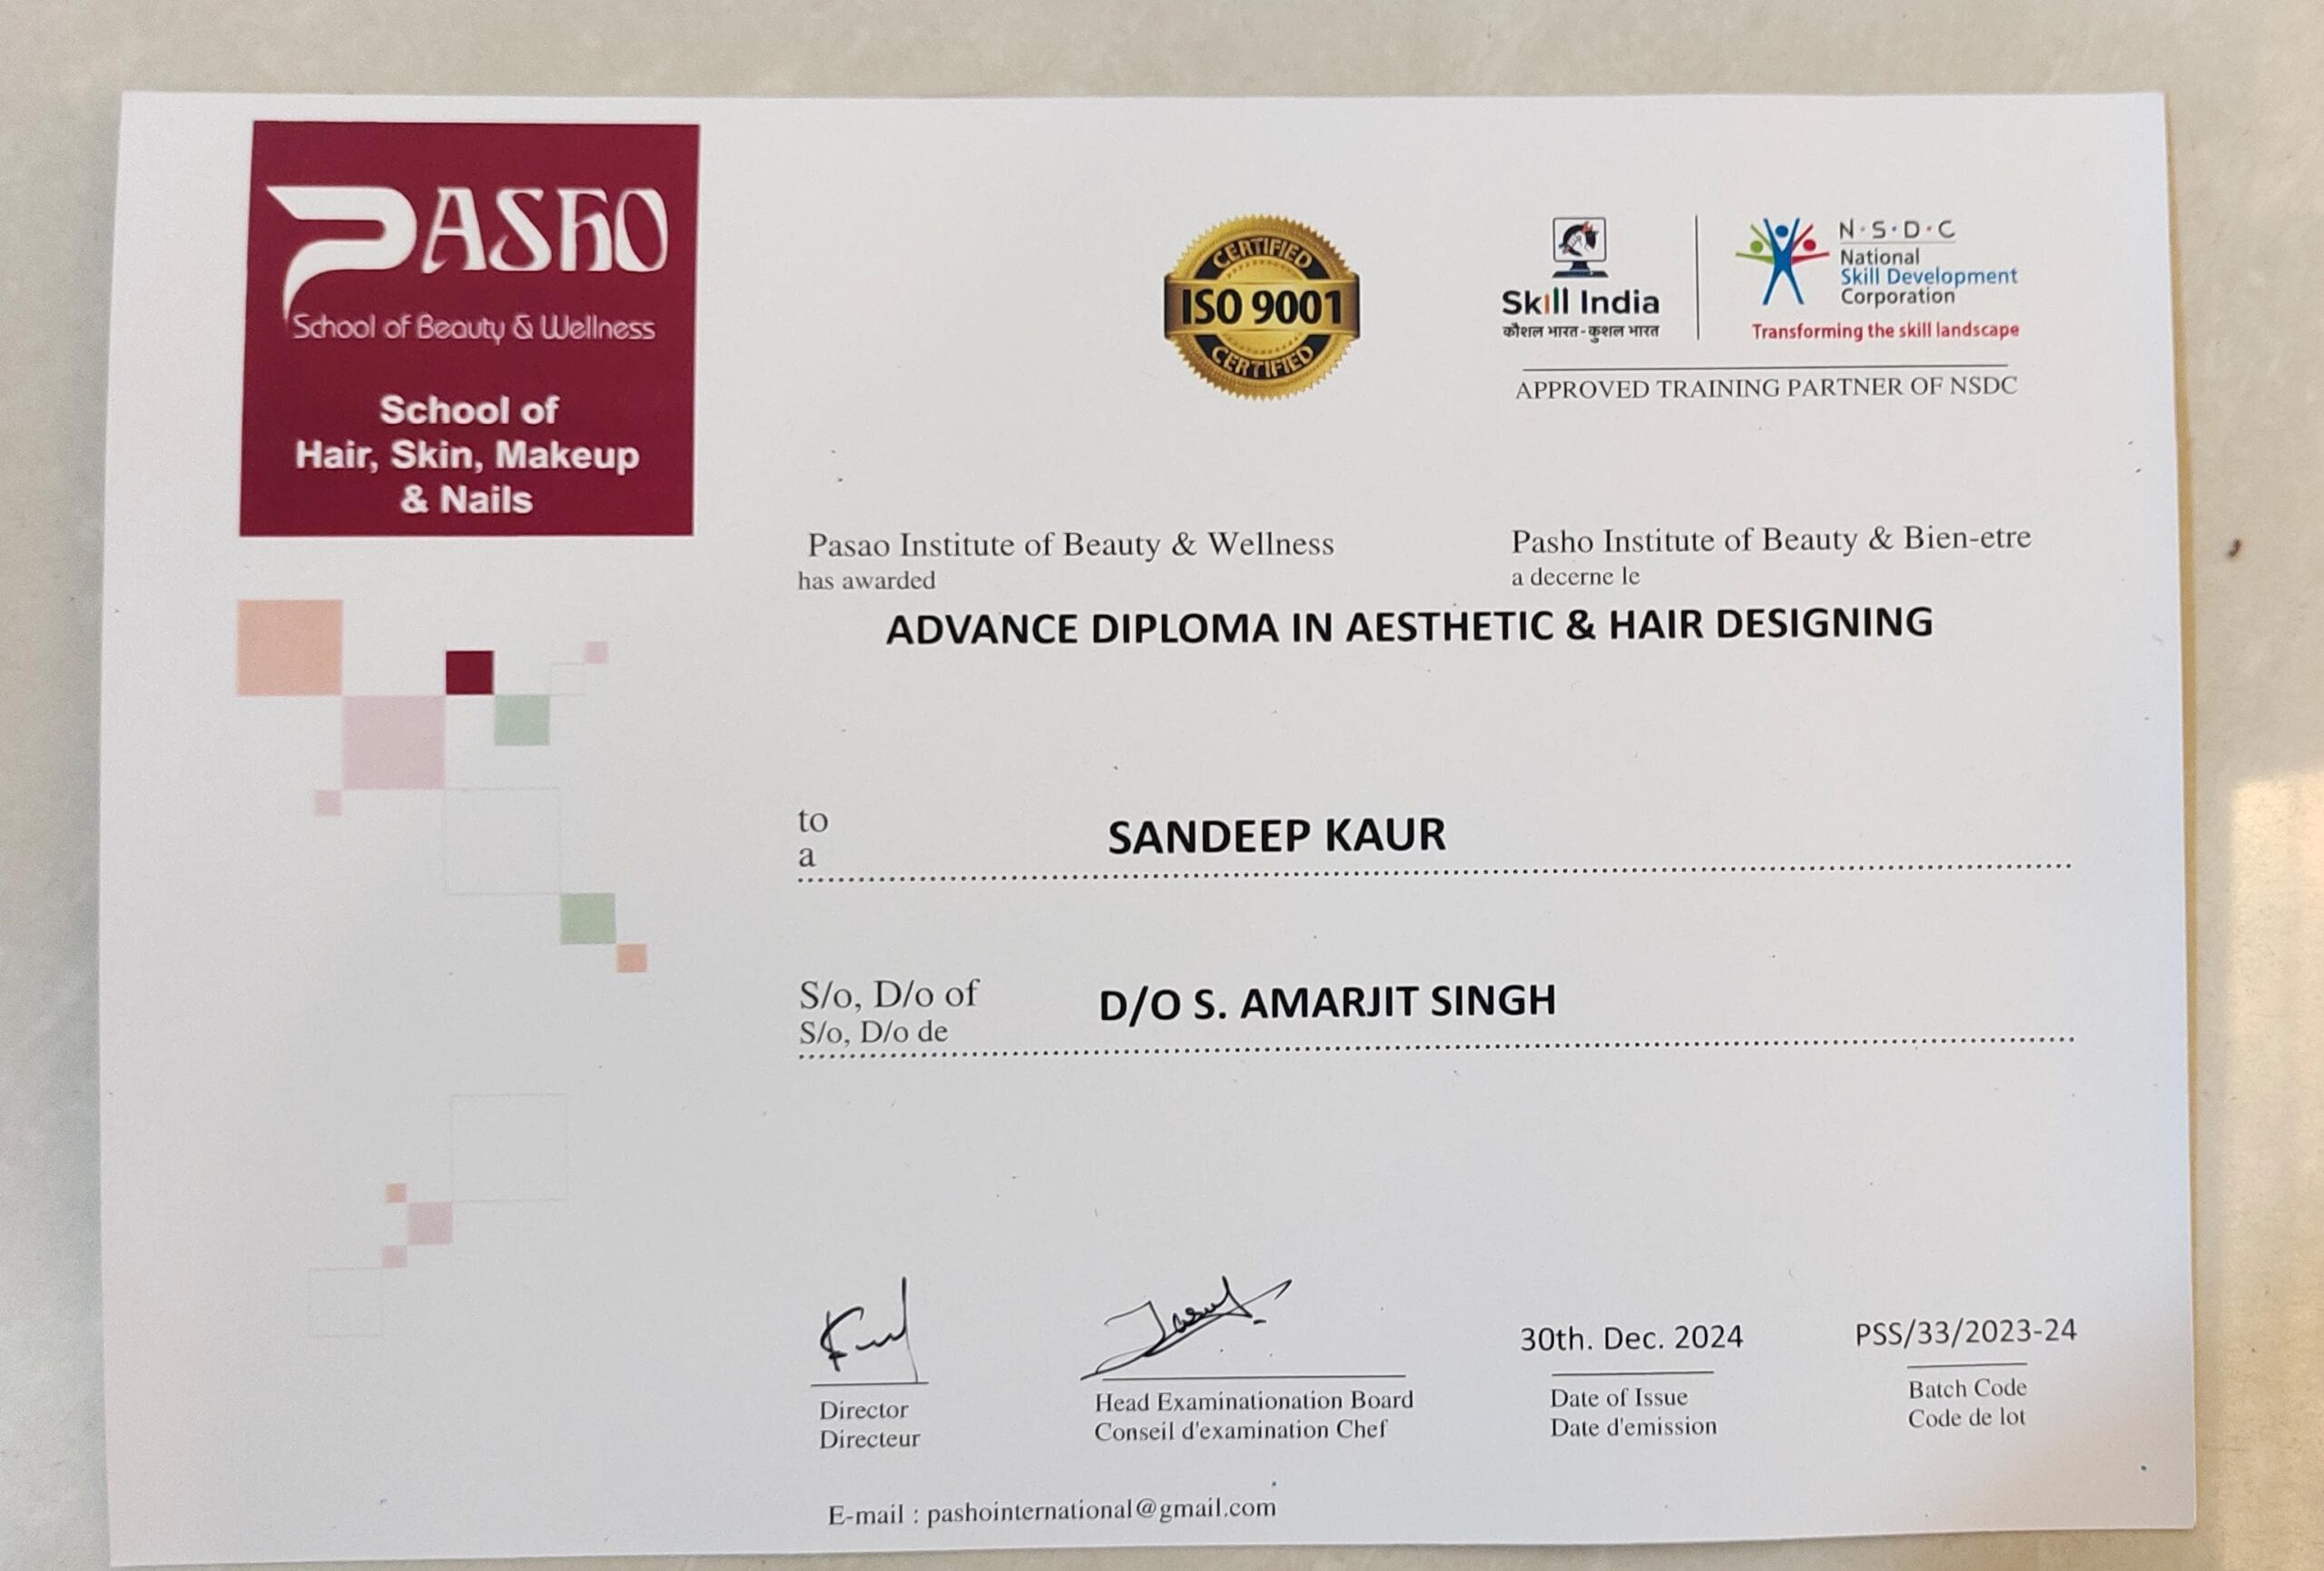 PASHO
School of Beauty & Wellness
School of
Hair, Skin, Makeup
& Nails
CERTIFIED
ISO 9001
CERTIFIED
Skill India
कौशल भारत - कुशल भारत
N·S·D·C
National
Skill Development
Corporation
Transforming the skill landscape
APPROVED TRAINING PARTNER OF NSDC
Pasao Institute of Beauty & Wellness
has awarded
Pasho Institute of Beauty & Bien-etre
a decerne le
ADVANCE DIPLOMA IN AESTHETIC & HAIR DESIGNING
to
a
SANDEEP KAUR
S/o, D/o of
S/o, D/o de
D/O S. AMARJIT SINGH
Director
Directeur
Head Examinationation Board
Conseil d'examination Chef
30th. Dec. 2024
Date of Issue
Date d'emission
PSS/33/2023-24
Batch Code
Code de lot
E-mail : pashointernational@gmail.com